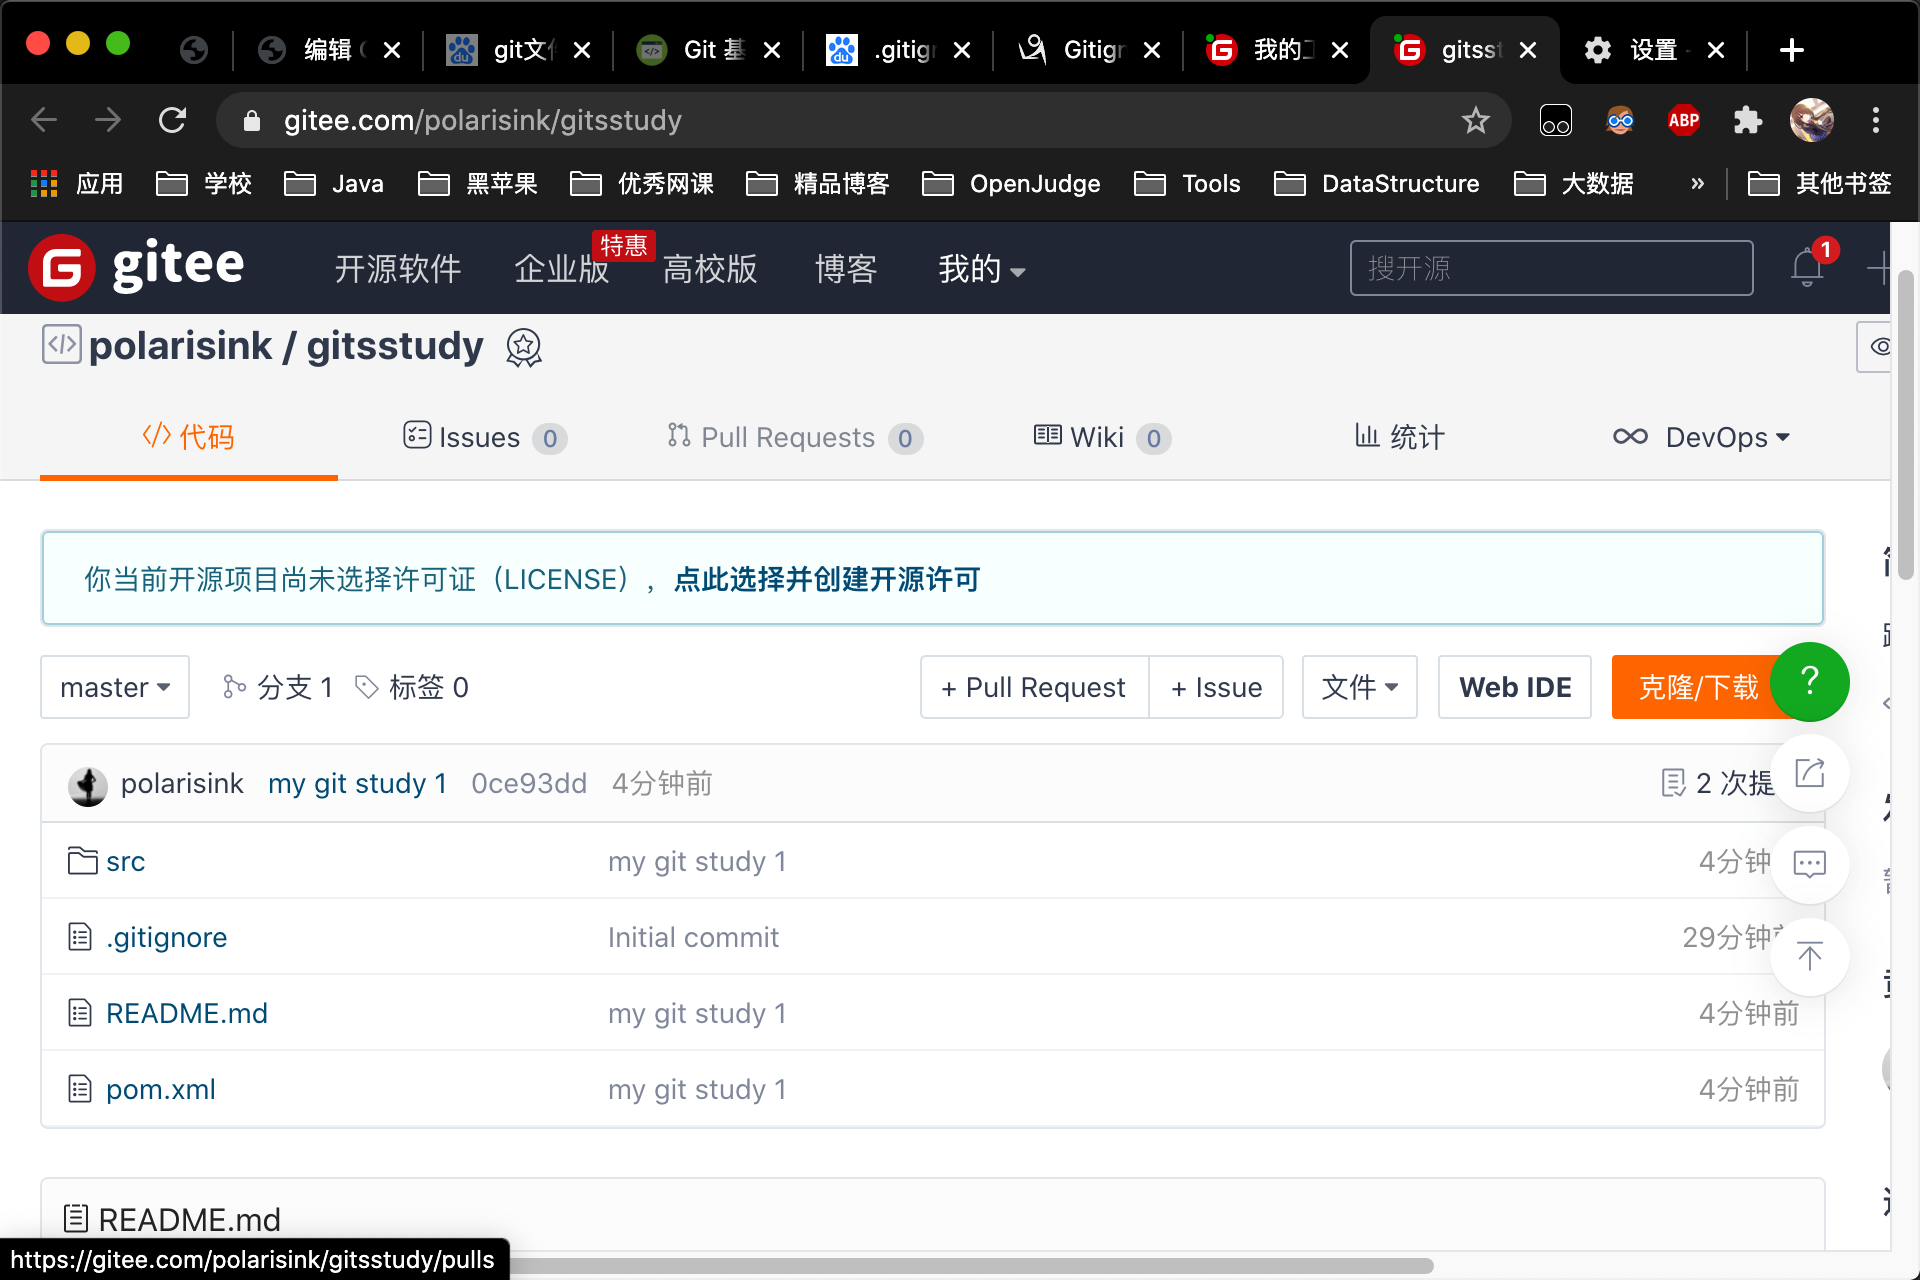 编辑
git文
Git 基
.gitig
Gitigr
我的
gitsst
设置
gitee.com/polarisink/gitsstudy
ABP
应用 学校 Java 黑苹果 优秀网课 精品博客 OpenJudge Tools DataStructure 大数据 » 其他书签
gitee 开源软件 企业版 特惠 高校版 博客 我的 搜开源 1
polarisink / gitsstudy
代码 Issues 0 Pull Requests 0 Wiki 0 统计 DevOps
你当前开源项目尚未选择许可证（LICENSE），点此选择并创建开源许可
master 分支 1 标签 0 + Pull Request + Issue 文件 Web IDE 克隆/下载 ?
polarisink my git study 1 0ce93dd 4分钟前 2 次提
src my git study 1 4分钟
.gitignore Initial commit 29分钟
README.md my git study 1 4分钟前
pom.xml my git study 1 4分钟前
README.md
https://gitee.com/polarisink/gitsstudy/pulls